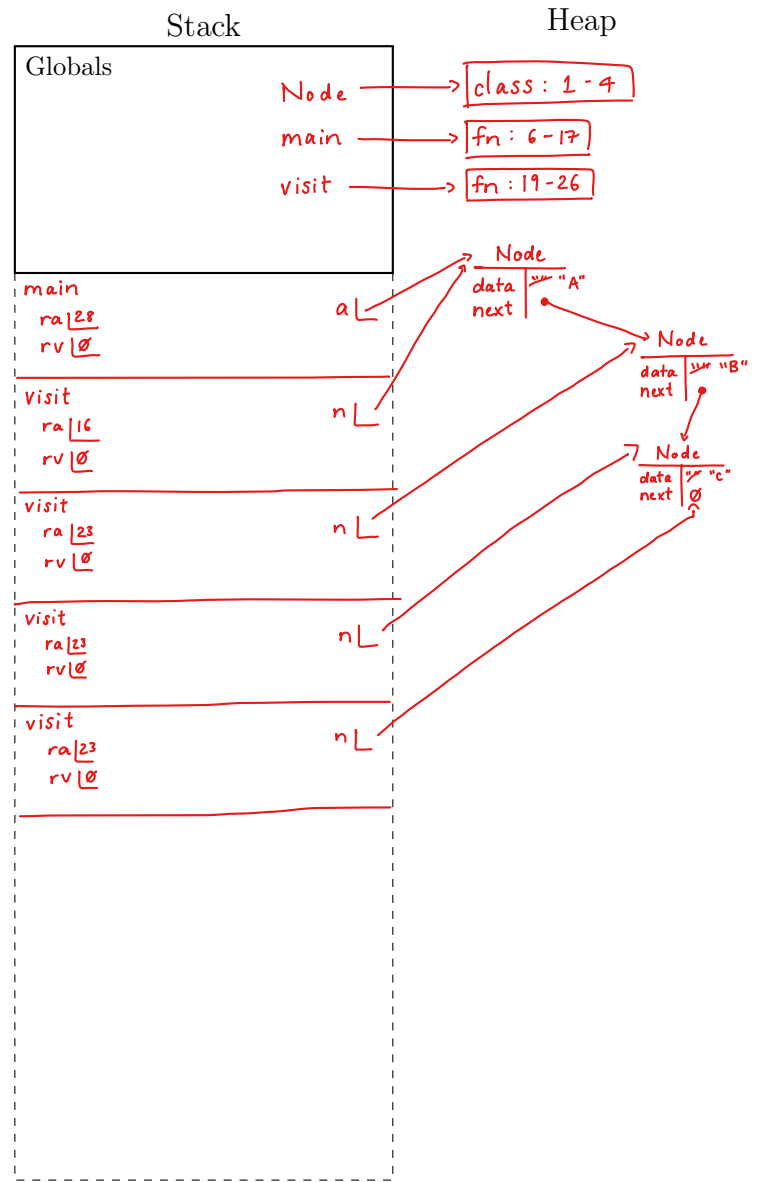 Stack
Heap
Globals
Node
class: 1-4
main
fn: 6-17
visit
fn: 19-26
Node
data "" "A"
next
Node
data "" "B"
next
Node
data "" "C"
next Ø
main
ra 28
rv Ø
a
visit
ra 16
rv Ø
n
visit
ra 23
rv Ø
n
visit
ra 23
rv Ø
n
visit
ra 23
rv Ø
n